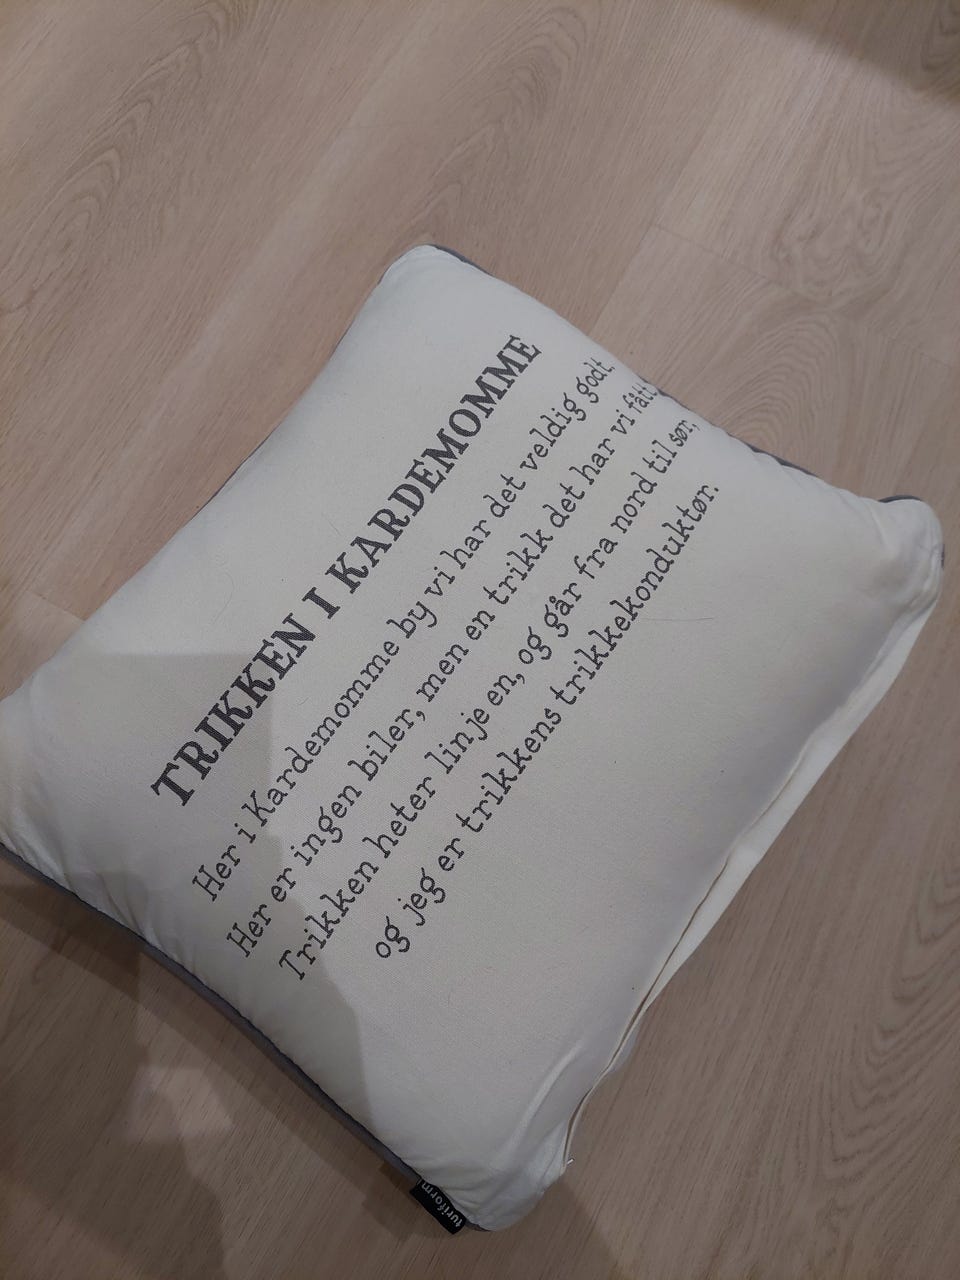 TRIKKEN I KARDEMOMME
Her i Kardemomme by vi har det veldig godt.
Her er ingen biler, men en trikk det har vi fått
Trikken heter linje en, og går fra nord til sør,
og jeg er trikkens trikkekonduktør.
turiform